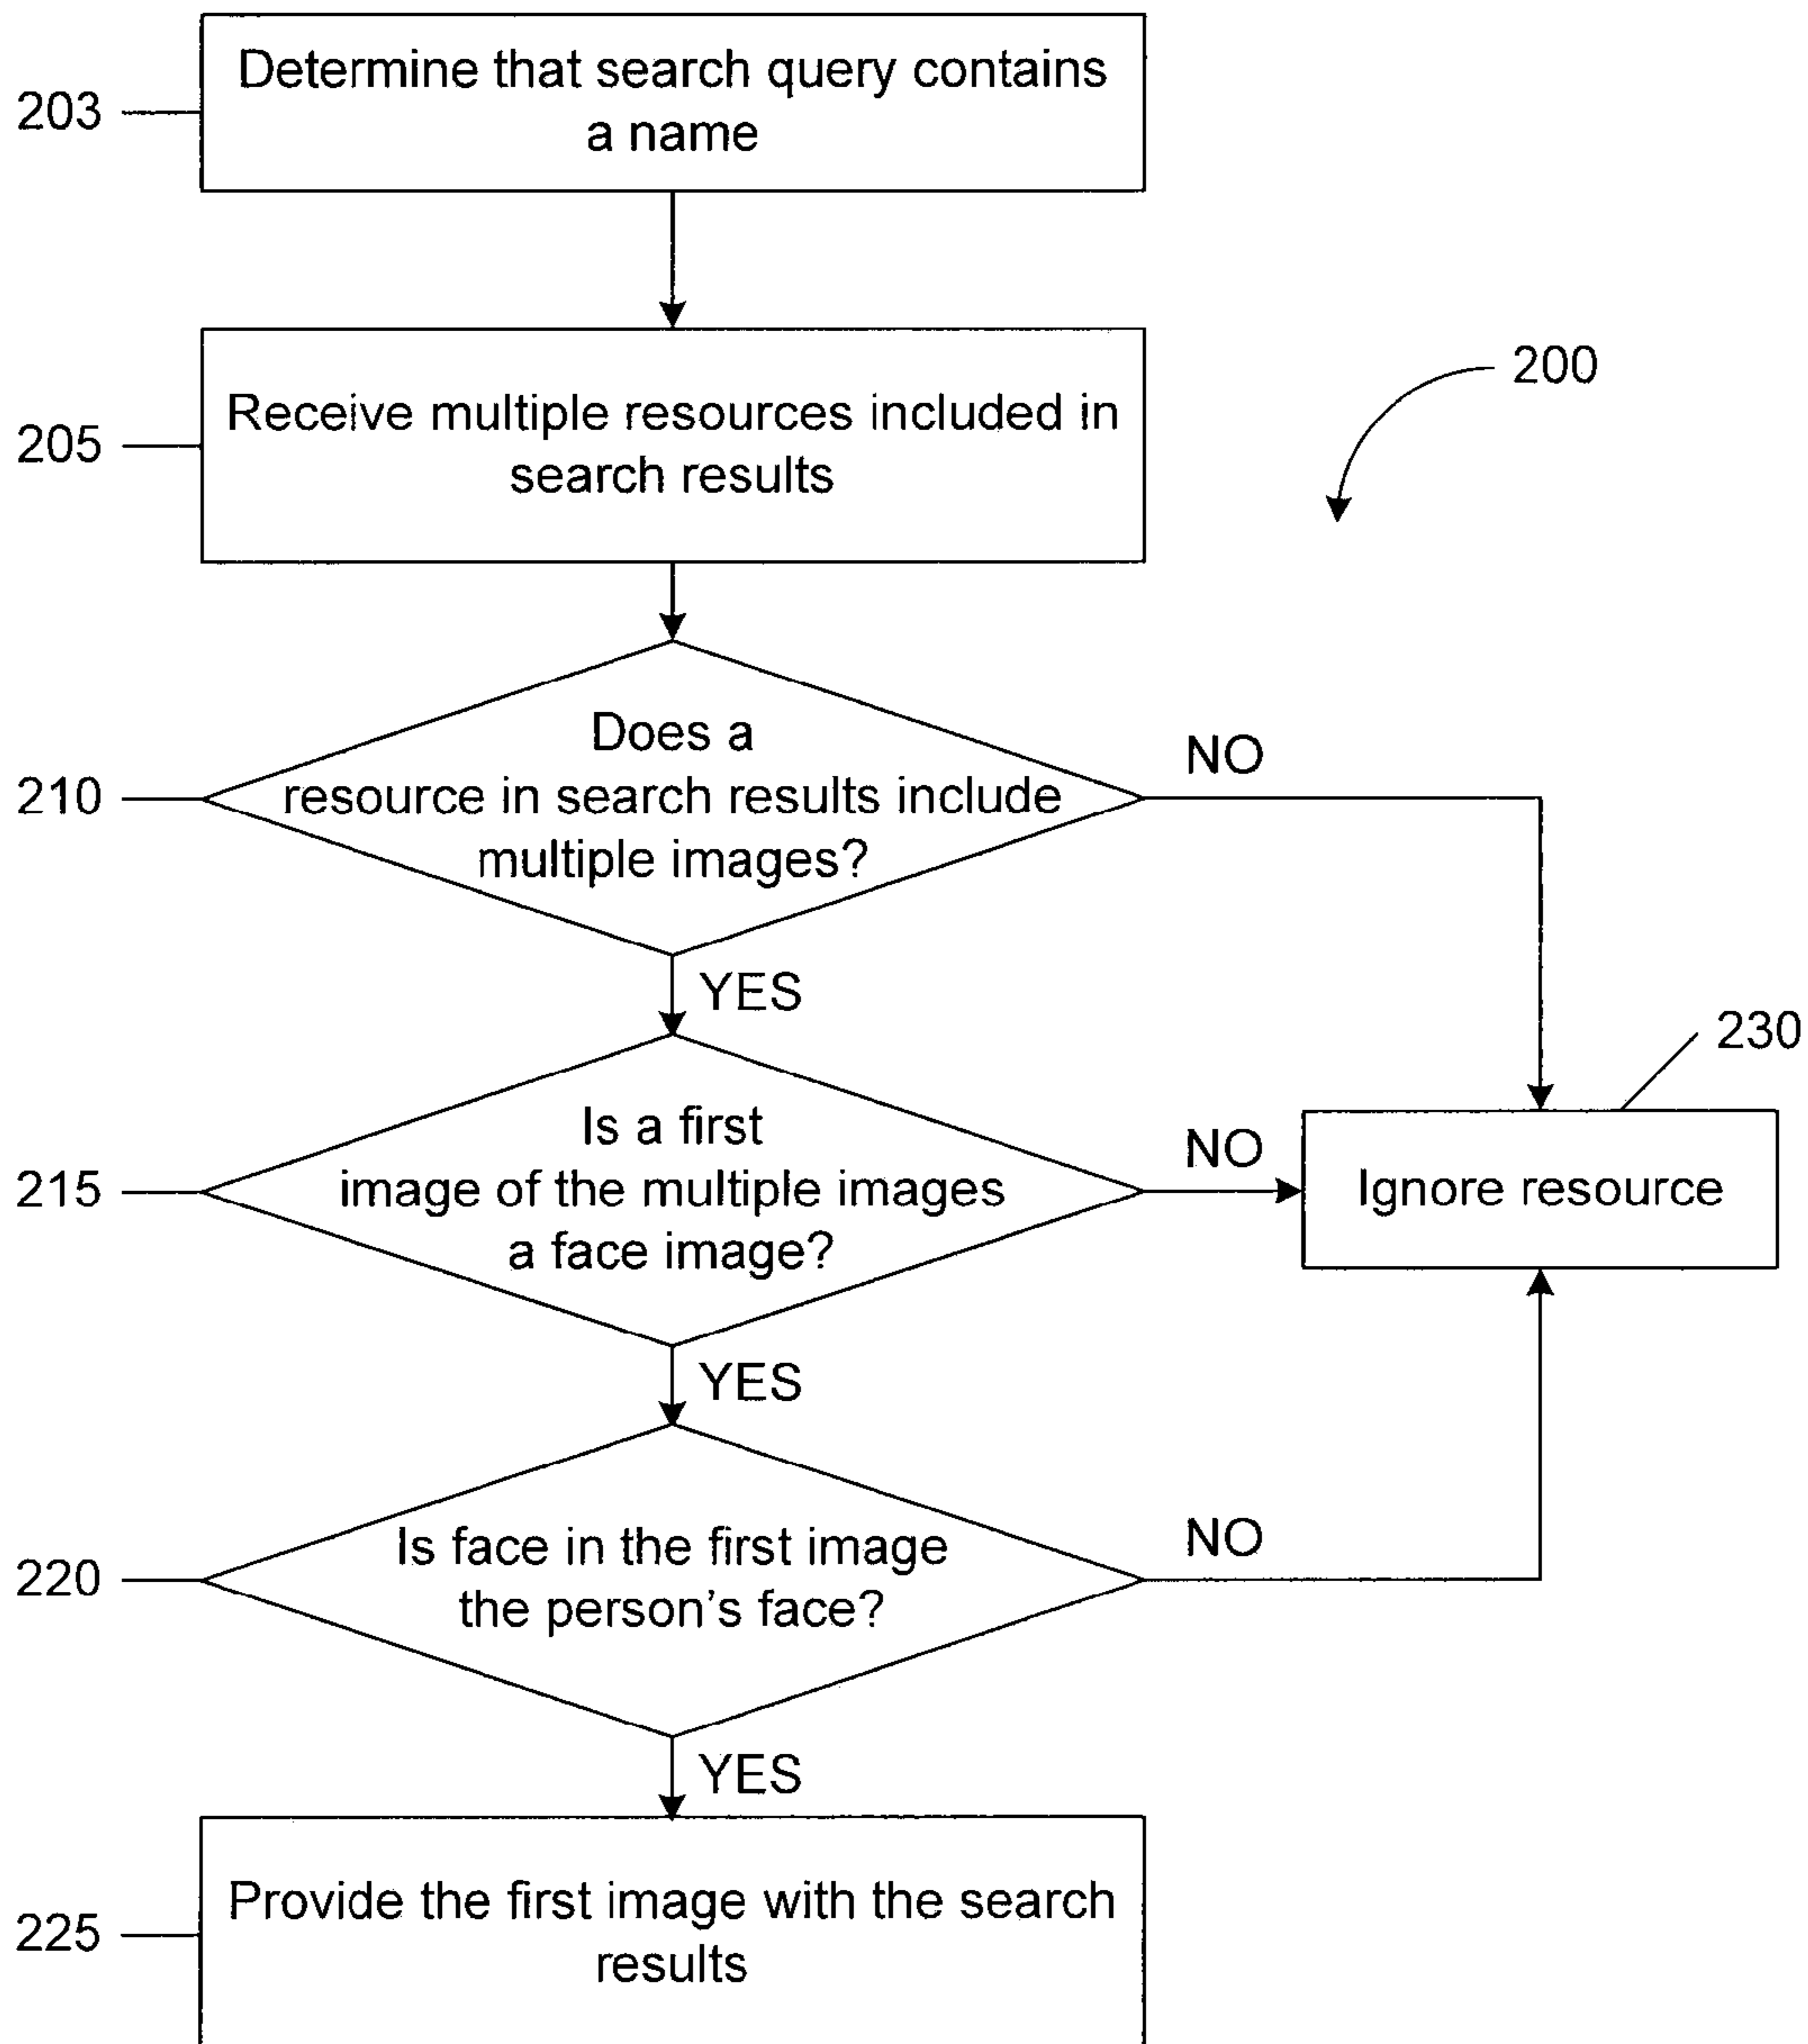 203
Determine that search query contains
a name
200
205
Receive multiple resources included in
search results
210
Does a
resource in search results include
multiple images?
NO
YES
230
215
Is a first
image of the multiple images
a face image?
NO
Ignore resource
YES
220
Is face in the first image
the person's face?
NO
YES
225
Provide the first image with the search
results